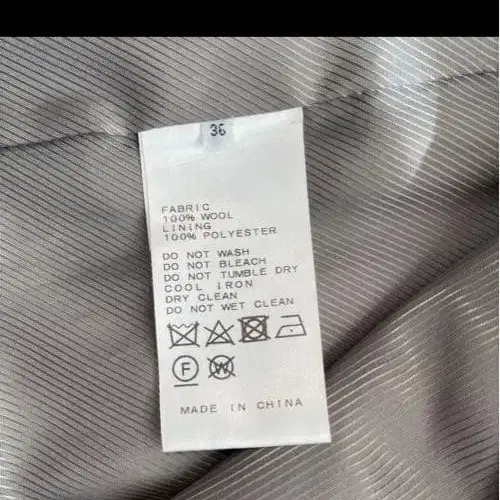 36
FABRIC
100% WOOL
LINING
100% POLYESTER
DO NOT WASH
DO NOT BLEACH
DO NOT TUMBLE DRY
COOL IRON
DRY CLEAN
DO NOT WET CLEAN
F W
MADE IN CHINA